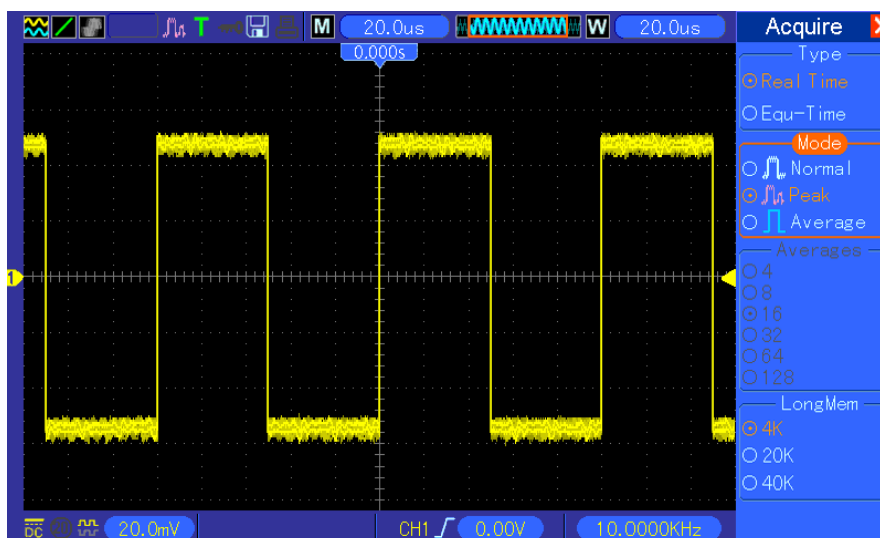 T M 20.0us W 20.0us
0.000s
Acquire
Type
Real Time
Equ-Time
Mode
Normal
Peak
Average
Averages
4
8
16
32
64
128
LongMem
4K
20K
40K
1
DC 20.0mV CH1 0.00V 10.0000KHz